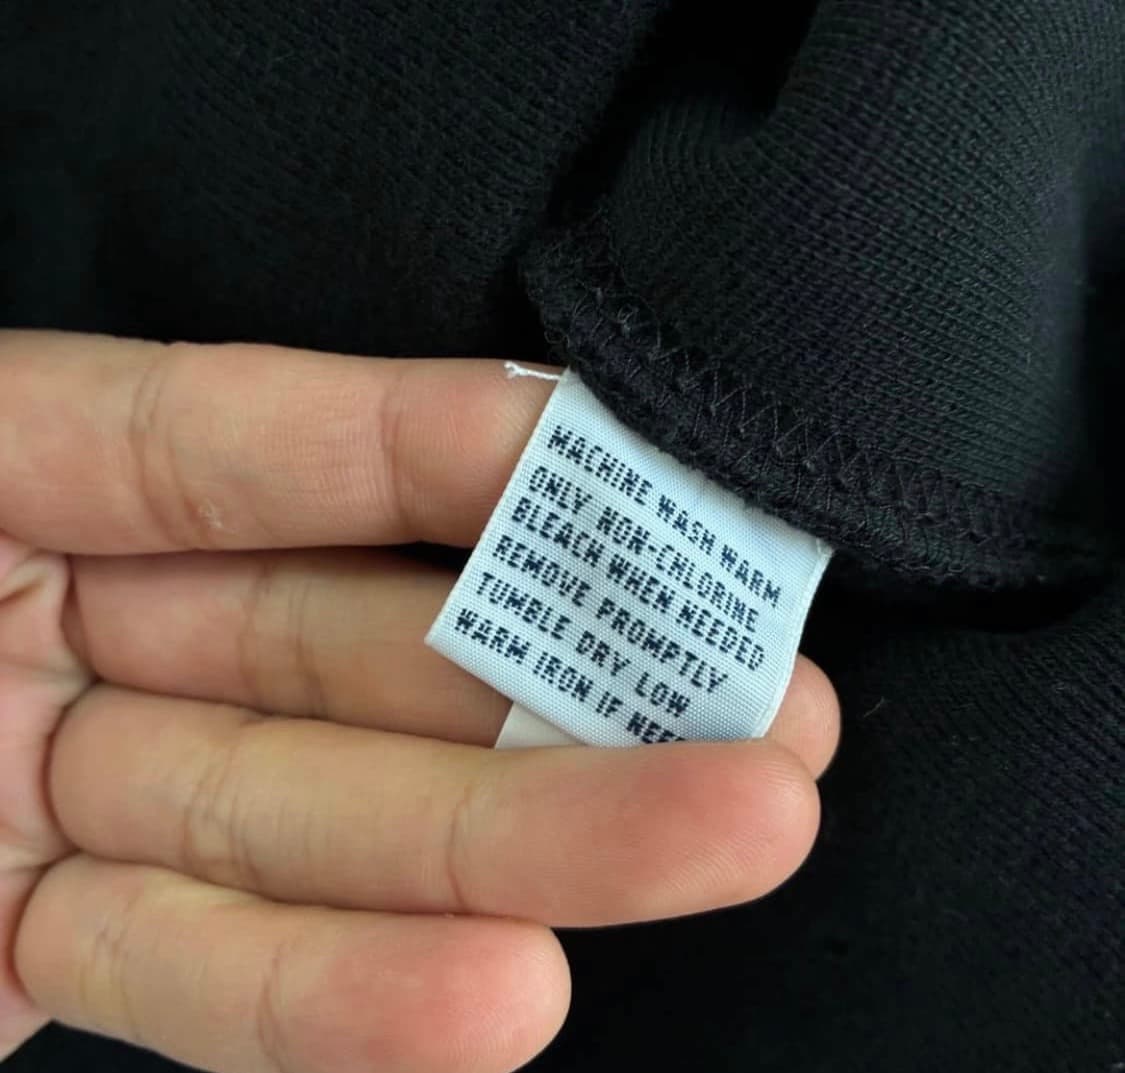 MACHINE WASH WARM
ONLY NON-CHLORINE
BLEACH WHEN NEEDED
REMOVE PROMPTLY
TUMBLE DRY LOW
WARM IRON IF